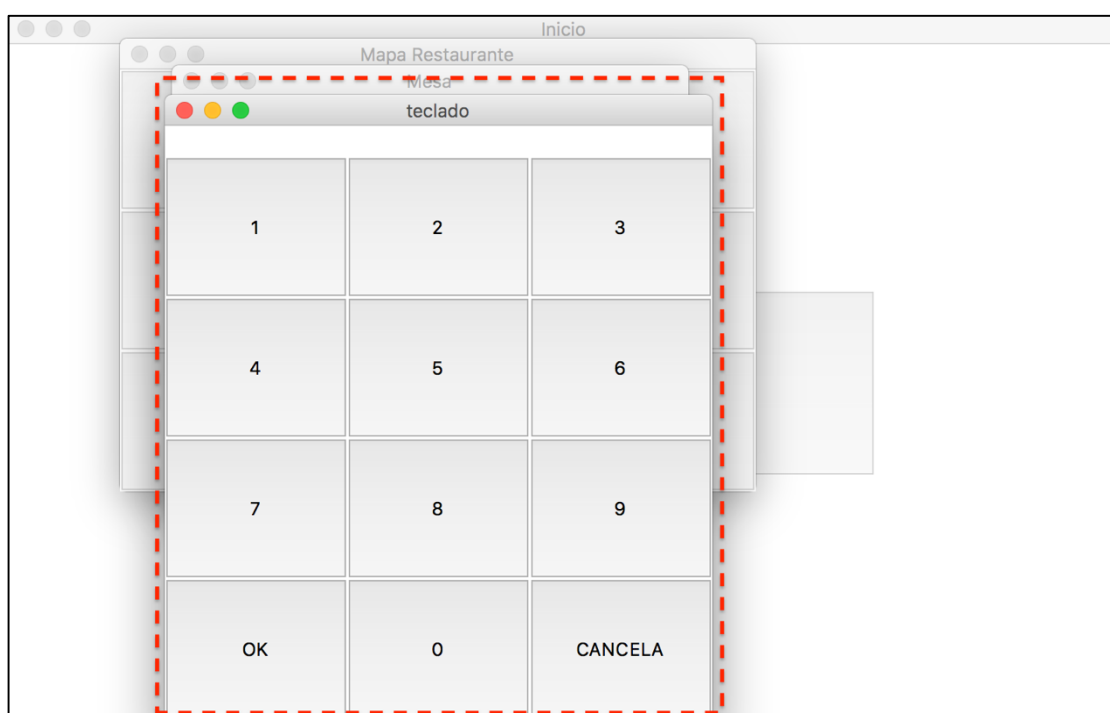 Inicio
Mapa Restaurante
Mesa
teclado
1 2 3
4 5 6
7 8 9
OK 0 CANCELA